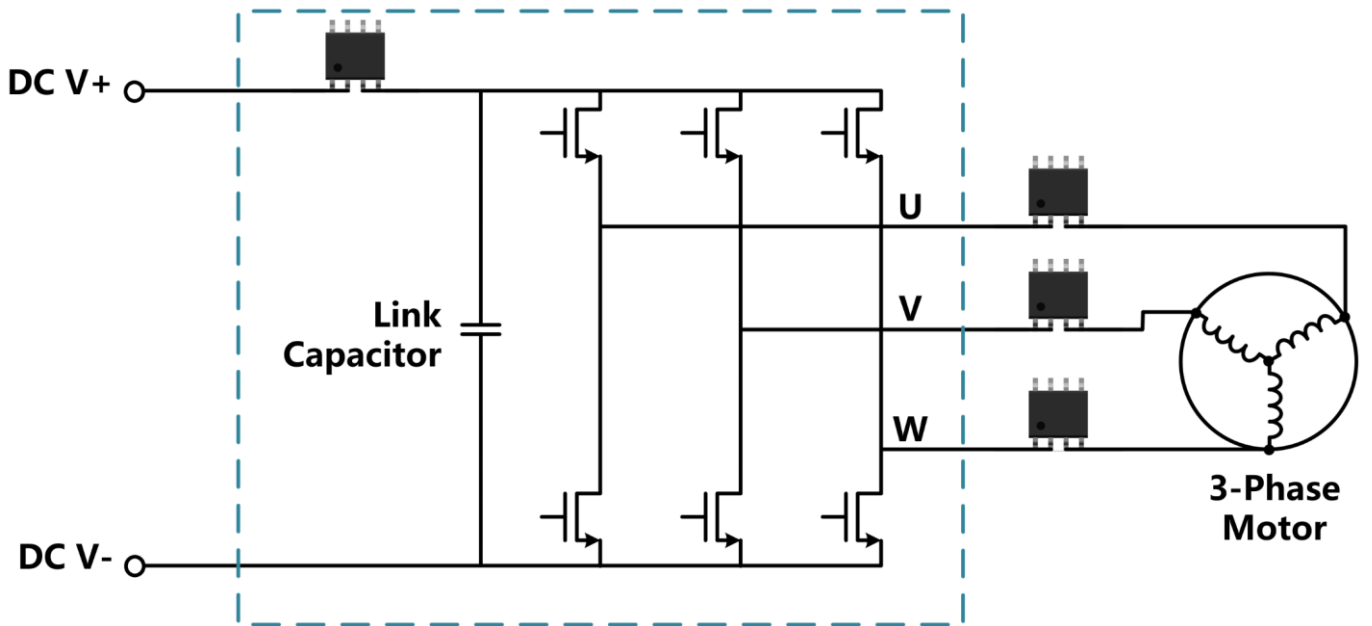 DC V+
U
V
Link
Capacitor
W
3-Phase
Motor
DC V-